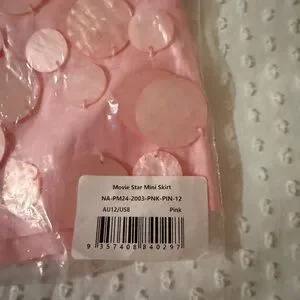 Movie Star Mini Skirt
NA-PM24-2003-PNK-PIN-12
AU12/US8 Pink
9 357408 840297